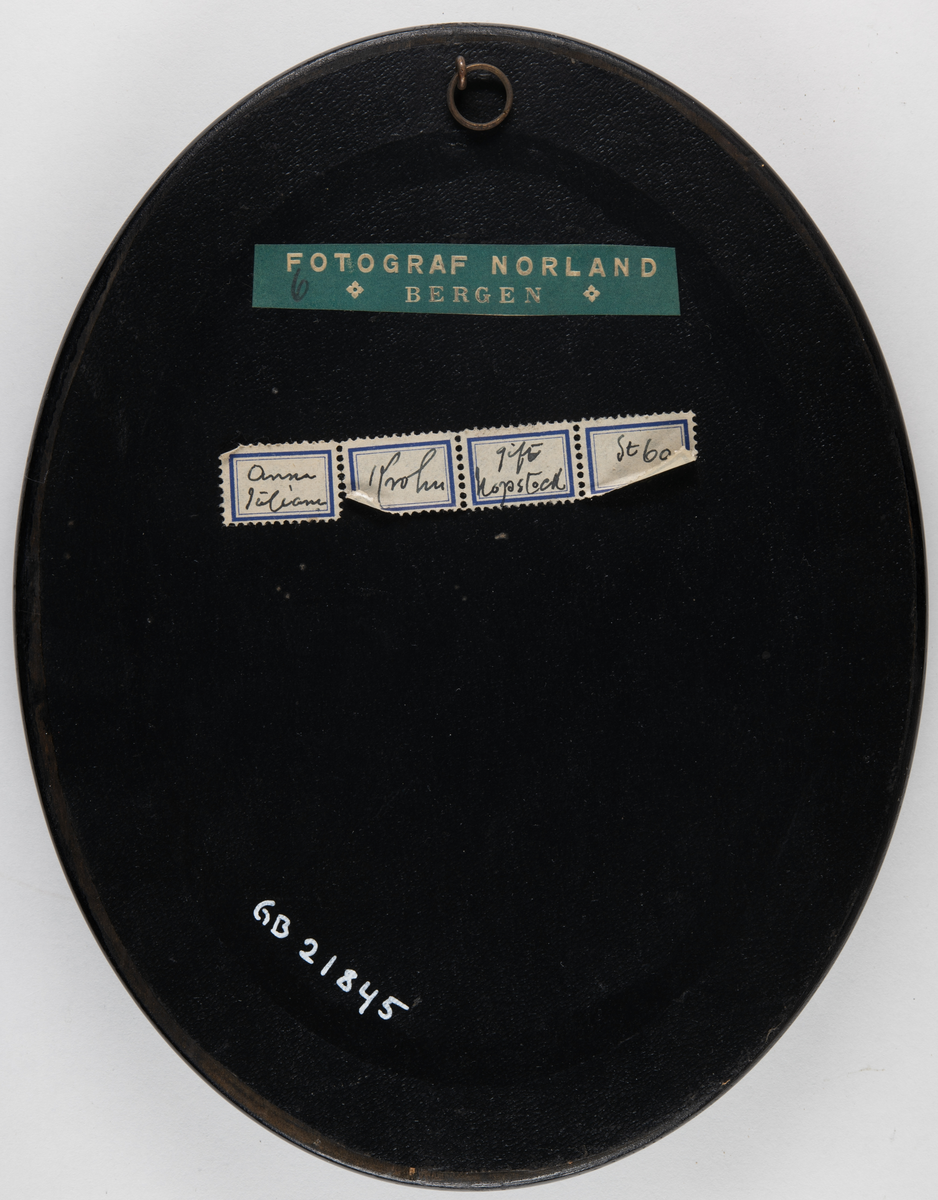 FOTOGRAF NORLAND
6 BERGEN
Anna
Juliane
Krohn
gift
Kopstock
St 60
GB 21845